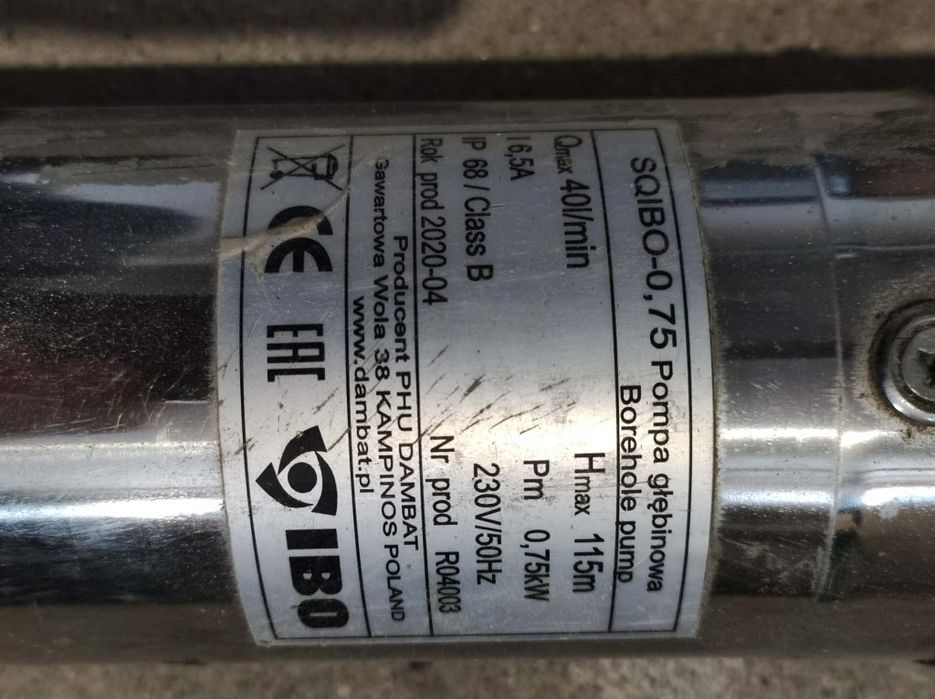 SQIBO-0,75 Pompa głębinowa
Borehole pump
Qmax 40l/min Hmax 115m
I 6,5A Pm 0,75kW
IP 68 / Class B 230V/50Hz
Rok prod 2020-04 Nr prod R04003
Producent PHU DAMBAT
Gawartowa Wola 38 KAMPINOS POLAND
www.dambat.pl
CE EAC IBO